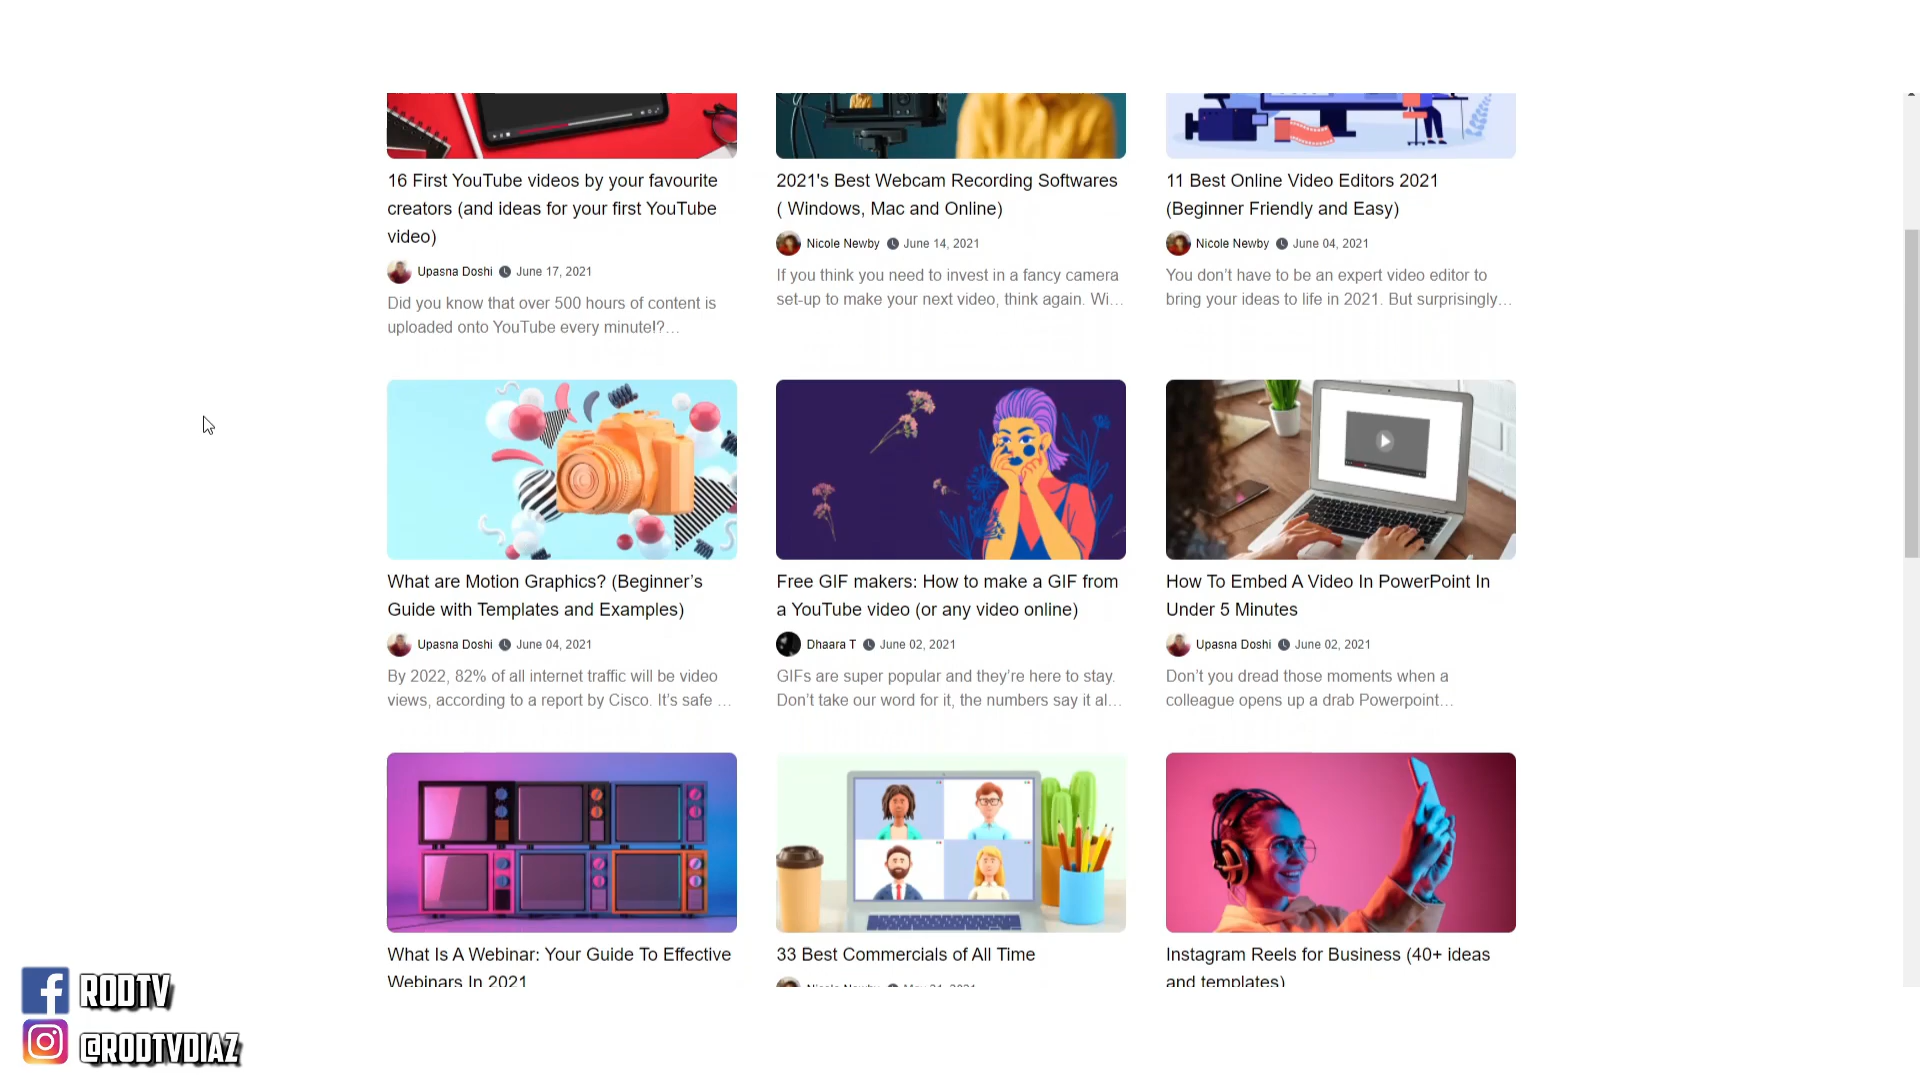 16 First YouTube videos by your favourite
creators (and ideas for your first YouTube
video)
Upasna Doshi June 17, 2021
Did you know that over 500 hours of content is
uploaded onto YouTube every minute!?…
2021's Best Webcam Recording Softwares
( Windows, Mac and Online)
Nicole Newby June 14, 2021
If you think you need to invest in a fancy camera
set-up to make your next video, think again. Wi…
11 Best Online Video Editors 2021
(Beginner Friendly and Easy)
Nicole Newby June 04, 2021
You don’t have to be an expert video editor to
bring your ideas to life in 2021. But surprisingly…
What are Motion Graphics? (Beginner’s
Guide with Templates and Examples)
Upasna Doshi June 04, 2021
By 2022, 82% of all internet traffic will be video
views, according to a report by Cisco. It’s safe …
Free GIF makers: How to make a GIF from
a YouTube video (or any video online)
Dhaara T June 02, 2021
GIFs are super popular and they’re here to stay.
Don’t take our word for it, the numbers say it al…
How To Embed A Video In PowerPoint In
Under 5 Minutes
Upasna Doshi June 02, 2021
Don’t you dread those moments when a
colleague opens up a drab Powerpoint…
What Is A Webinar: Your Guide To Effective
Webinars In 2021
33 Best Commercials of All Time
Instagram Reels for Business (40+ ideas
and templates)
RODTV
@RODTVDIAZ